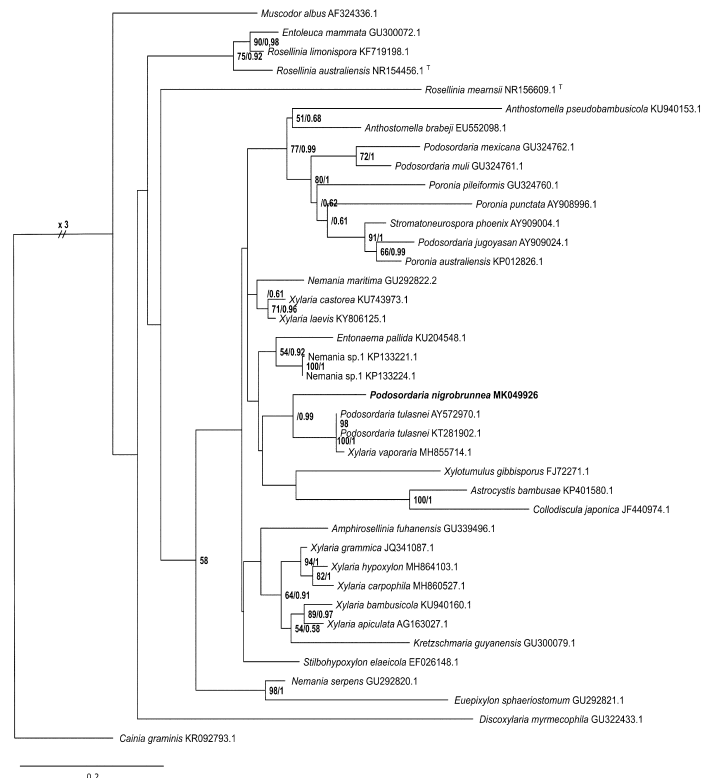 Muscodor albus AF324336.1
Entoleuca mammata GU300072.1
90/0,98
Rosellinia limonispora KF719198.1
75/0.92
Rosellinia australiensis NR154456.1 T
Rosellinia mearnsii NR156609.1 T
Anthostomella pseudobambusicola KU940153.1
51/0.68
Anthostomella brabeji EU552098.1
77/0.99
Podosordaria mexicana GU324762.1
72/1
Podosordaria muli GU324761.1
80/1
Poronia pileiformis GU324760.1
/0.62
Poronia punctata AY908996.1
/0.61
Stromatoneurospora phoenix AY909004.1
x 3
91/1
Podosordaria jugoyasan AY909024.1
66/0.99
Poronia australiensis KP012826.1
Nemania maritima GU292822.2
/0.61
Xylaria castorea KU743973.1
71/0.96
Xylaria laevis KY806125.1
Entonaema pallida KU204548.1
54/0.92
Nemania sp.1 KP133221.1
100/1
Nemania sp.1 KP133224.1
Podosordaria nigrobrunnea MK049926
/0.99
Podosordaria tulasnei AY572970.1
98
Podosordaria tulasnei KT281902.1
100/1
Xylaria vaporaria MH855714.1
Xylotumulus gibbisporus FJ72271.1
Astrocystis bambusae KP401580.1
100/1
Collodiscula japonica JF440974.1
Amphirosellinia fuhanensis GU339496.1
Xylaria grammica JQ341087.1
94/1
58
Xylaria hypoxylon MH864103.1
82/1
Xylaria carpophila MH860527.1
64/0.91
Xylaria bambusicola KU940160.1
89/0.97
Xylaria apiculata AG163027.1
54/0.58
Kretzschmaria guyanensis GU300079.1
Stilbohypoxylon elaeicola EF026148.1
Nemania serpens GU292820.1
98/1
Euepixylon sphaeriostomum GU292821.1
Discoxylaria myrmecophila GU322433.1
Cainia graminis KR092793.1
0.2